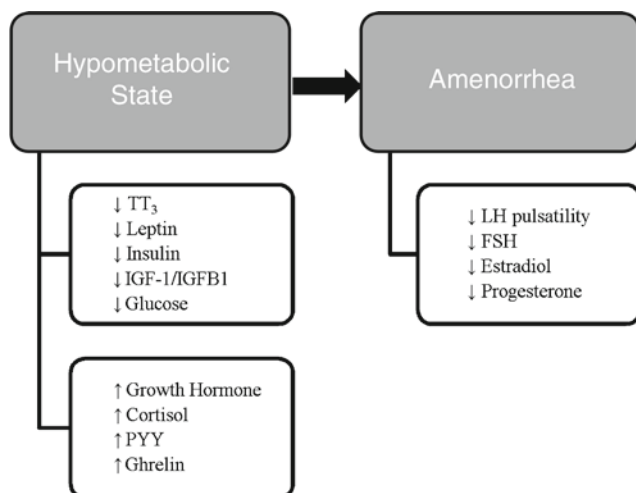 Hypometabolic
State
Amenorrhea
↓ TT₃
↓ Leptin
↓ Insulin
↓ IGF-1/IGFB1
↓ Glucose
↑ Growth Hormone
↑ Cortisol
↑ PYY
↑ Ghrelin
↓ LH pulsatility
↓ FSH
↓ Estradiol
↓ Progesterone